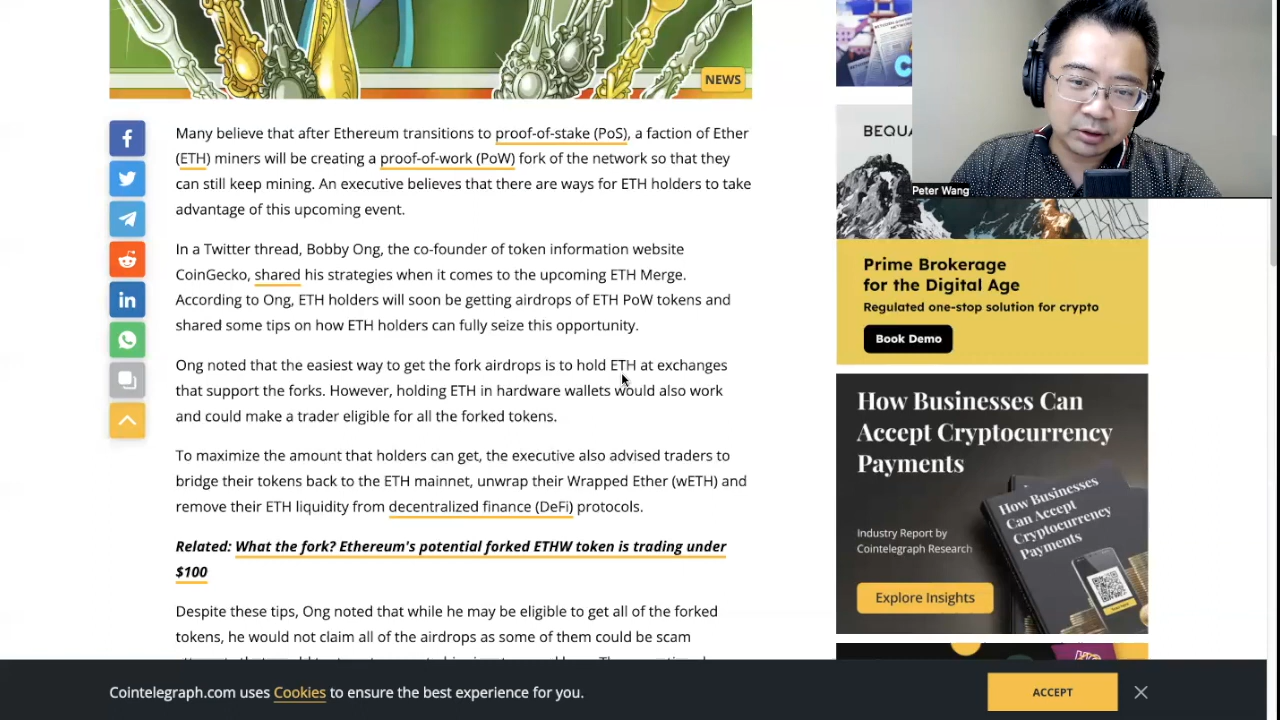 NEWS
Many believe that after Ethereum transitions to proof-of-stake (PoS), a faction of Ether
(ETH) miners will be creating a proof-of-work (PoW) fork of the network so that they
can still keep mining. An executive believes that there are ways for ETH holders to take
advantage of this upcoming event.
In a Twitter thread, Bobby Ong, the co-founder of token information website
CoinGecko, shared his strategies when it comes to the upcoming ETH Merge.
According to Ong, ETH holders will soon be getting airdrops of ETH PoW tokens and
shared some tips on how ETH holders can fully seize this opportunity.
Ong noted that the easiest way to get the fork airdrops is to hold ETH at exchanges
that support the forks. However, holding ETH in hardware wallets would also work
and could make a trader eligible for all the forked tokens.
To maximize the amount that holders can get, the executive also advised traders to
bridge their tokens back to the ETH mainnet, unwrap their Wrapped Ether (wETH) and
remove their ETH liquidity from decentralized finance (DeFi) protocols.
Related: What the fork? Ethereum's potential forked ETHW token is trading under
$100
Despite these tips, Ong noted that while he may be eligible to get all of the forked
tokens, he would not claim all of the airdrops as some of them could be scam
Peter Wang
BEQUA
Prime Brokerage
for the Digital Age
Regulated one-stop solution for crypto
Book Demo
How Businesses Can
Accept Cryptocurrency
Payments
How Businesses
Can Accept
Cryptocurrency
Payments
Industry Report by
Cointelegraph Research
Explore Insights
Cointelegraph.com uses Cookies to ensure the best experience for you.
ACCEPT